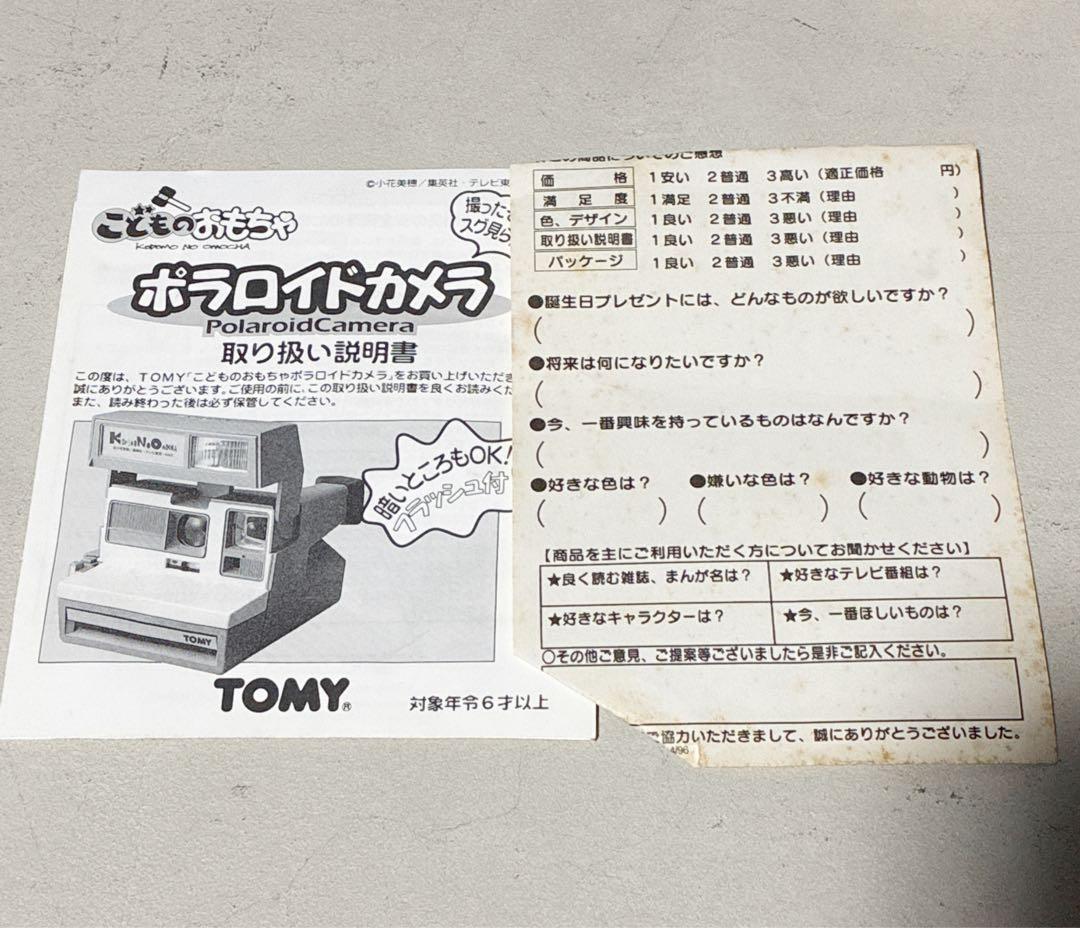 ©小花美穂/集英社・テレビ東
こどものおもちゃ
KODOMO NO OMOCHA
撮った
スグ見
ポラロイドカメラ
PolaroidCamera
取り扱い説明書
この度は、TOMY「こどものおもちゃポラロイドカメラ」をお買い上げいただき
誠にありがとうございます。ご使用の前に、この取り扱い説明書を良くお読みくだ
また、読み終わった後は必ず保管してください。
暗いところもOK!
フラッシュ付
TOMY
TOMY®
対象年令6才以上
この商品についてのご感想
価格 1安い 2普通 3高い(適正価格 円)
満足度 1満足 2普通 3不満(理由 )
色、デザイン 1良い 2普通 3悪い(理由 )
取り扱い説明書 1良い 2普通 3悪い(理由 )
パッケージ 1良い 2普通 3悪い(理由 )
●誕生日プレゼントには、どんなものが欲しいですか?
( )
●将来は何になりたいですか?
( )
●今、一番興味を持っているものはなんですか?
( )
●好きな色は? ●嫌いな色は? ●好きな動物は?
( ) ( ) ( )
【商品を主にご利用いただく方についてお聞かせください】
★良く読む雑誌、まんが名は? ★好きなテレビ番組は?
★好きなキャラクターは? ★今、一番ほしいものは?
○その他ご意見、ご提案等ございましたら是非ご記入ください。
ご協力いただきまして、誠にありがとうございました。
4/96